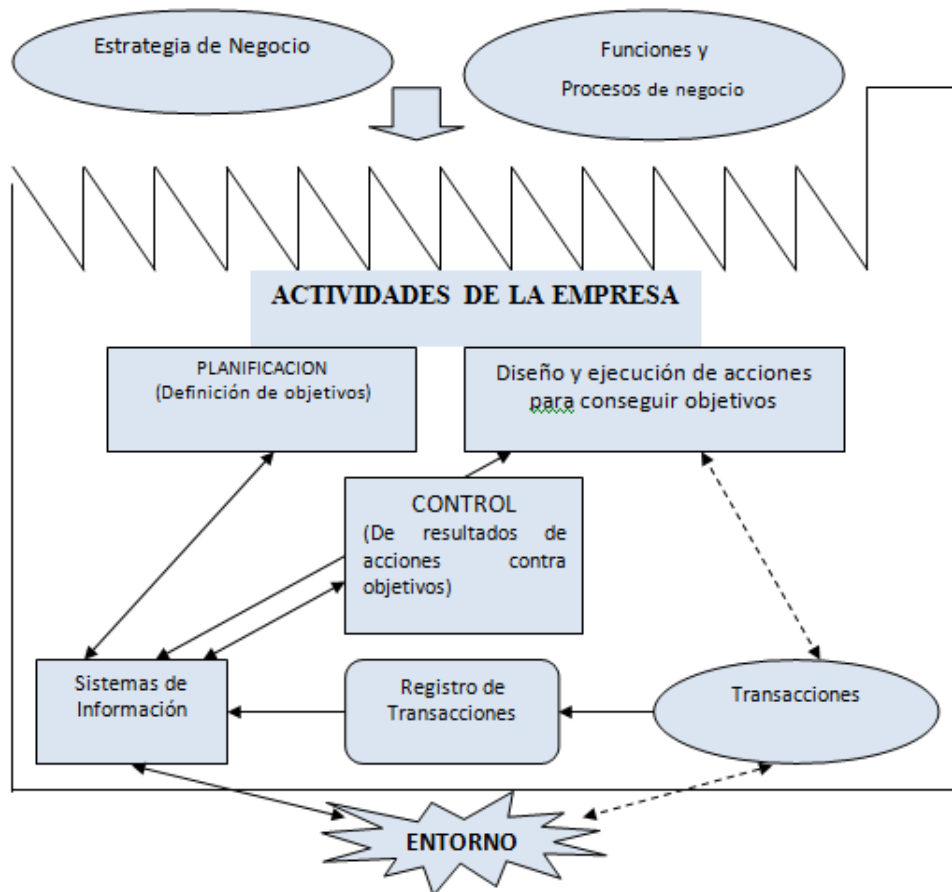 Estrategia de Negocio
Funciones y
Procesos de negocio
ACTIVIDADES DE LA EMPRESA
PLANIFICACION
(Definición de objetivos)
Diseño y ejecución de acciones
para conseguir objetivos
CONTROL
(De resultados de
acciones contra
objetivos)
Sistemas de
Información
Registro de
Transacciones
Transacciones
ENTORNO